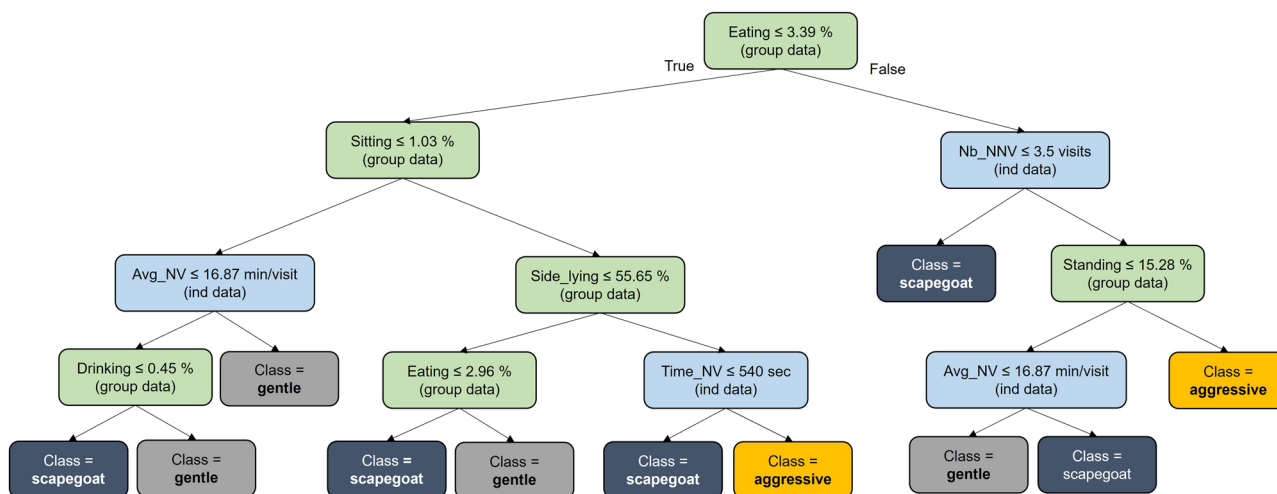 Eating ≤ 3.39 %
(group data)
True
False
Sitting ≤ 1.03 %
(group data)
Nb_NNV ≤ 3.5 visits
(ind data)
Avg_NV ≤ 16.87 min/visit
(ind data)
Side_lying ≤ 55.65 %
(group data)
Class =
scapegoat
Standing ≤ 15.28 %
(group data)
Drinking ≤ 0.45 %
(group data)
Class =
gentle
Eating ≤ 2.96 %
(group data)
Time_NV ≤ 540 sec
(ind data)
Avg_NV ≤ 16.87 min/visit
(ind data)
Class =
aggressive
Class =
scapegoat
Class =
gentle
Class =
scapegoat
Class =
gentle
Class =
scapegoat
Class =
aggressive
Class =
gentle
Class =
scapegoat